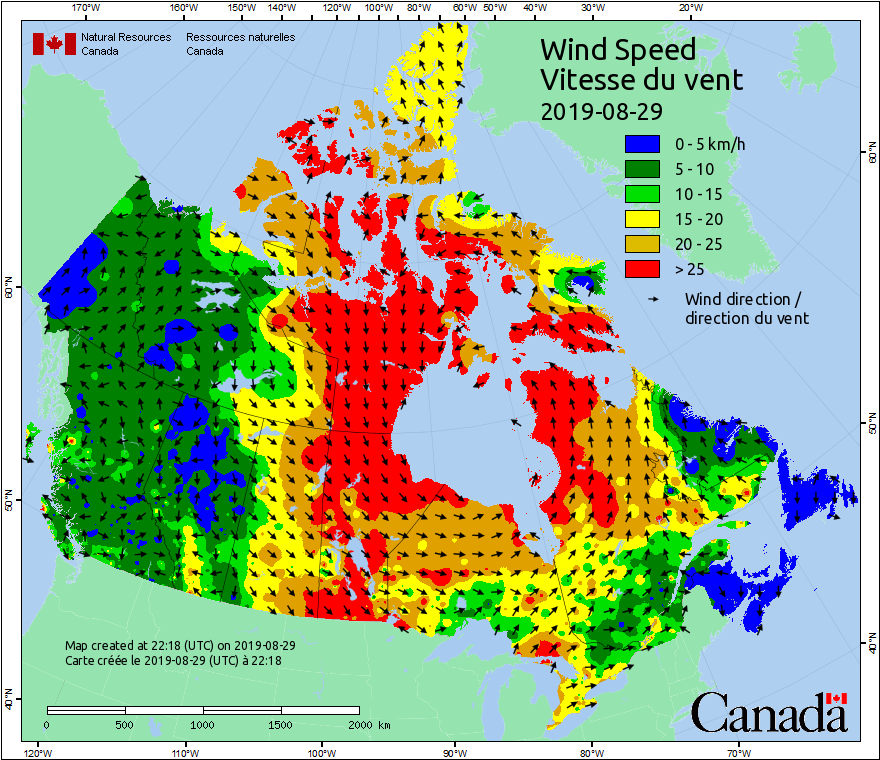 170°W 160°W 150°W 140°W 130°W 120°W 110°W 100°W 90°W 80°W 70°W 60°W 50°W 40°W 30°W 20°W
Natural Resources Canada
Ressources naturelles Canada
Wind Speed
Vitesse du vent
2019-08-29
0 - 5 km/h
5 - 10
10 - 15
15 - 20
20 - 25
> 25
Wind direction /
direction du vent
60°N
60°N
50°N
50°N
40°N
40°N
Map created at 22:18 (UTC) on 2019-08-29
Carte créée le 2019-08-29 (UTC) à 22:18
0 500 1000 1500 2000 km
Canada
120°W 110°W 100°W 90°W 80°W 70°W